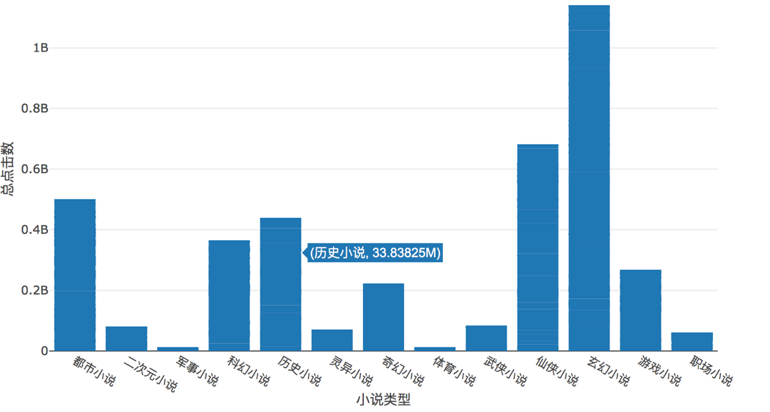 1B
0.8B
0.6B
0.4B
0.2B
0
总点击数
(历史小说, 33.83825M)
都市小说
二次元小说
军事小说
科幻小说
历史小说
灵异小说
奇幻小说
体育小说
武侠小说
仙侠小说
玄幻小说
游戏小说
职场小说
小说类型